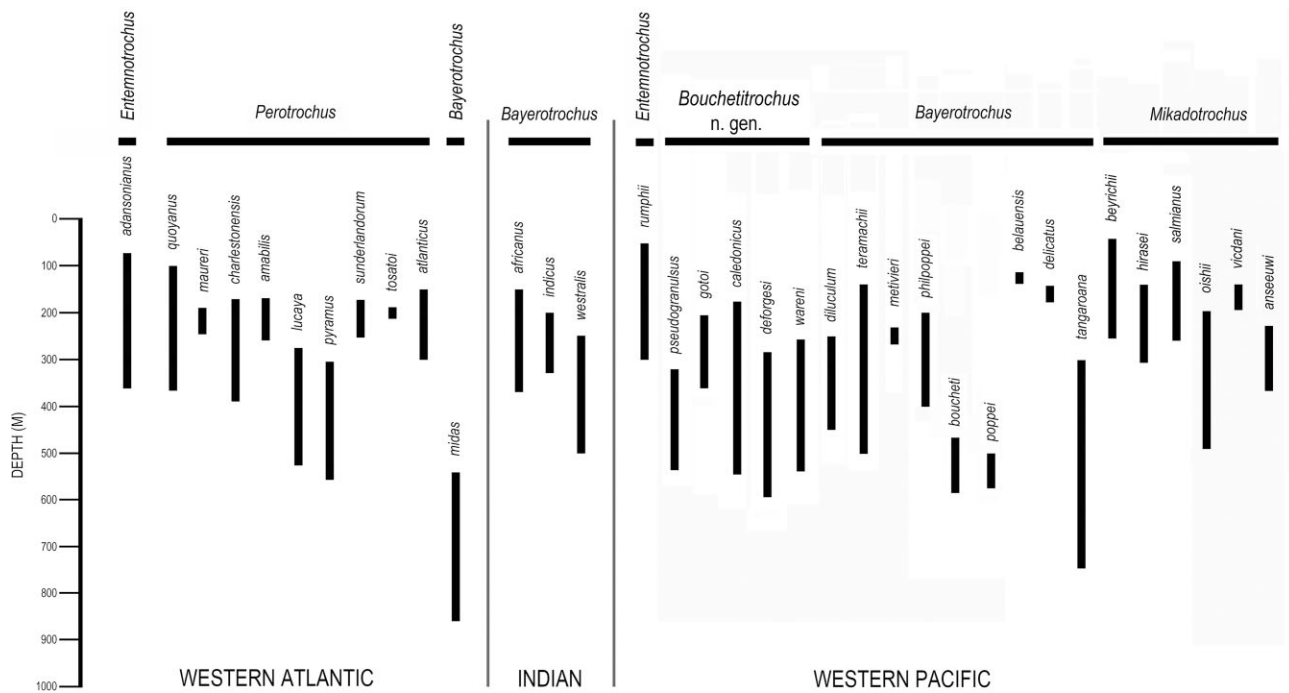 Entemnotrochus
Perotrochus
Bayerotrochus
Bayerotrochus
Entemnotrochus
Bouchetitrochus
n. gen.
Bayerotrochus
Mikadotrochus
adansonianus
quoyanus
maureri
charlestonensis
amabilis
lucaya
pyramus
sunderlandorum
tosatoi
atlanticus
midas
africanus
indicus
westralis
rumphii
pseudogranulsus
gotoi
caledonicus
deforgesi
wareni
diluculum
teramachii
metivieri
philpoppei
boucheti
poppei
belauensis
delicatus
tangaroana
beyrichii
hirasei
salmianus
oishii
vicdani
anseeuwi
DEPTH (M)
0
100
200
300
400
500
600
700
800
900
1000
WESTERN ATLANTIC
INDIAN
WESTERN PACIFIC